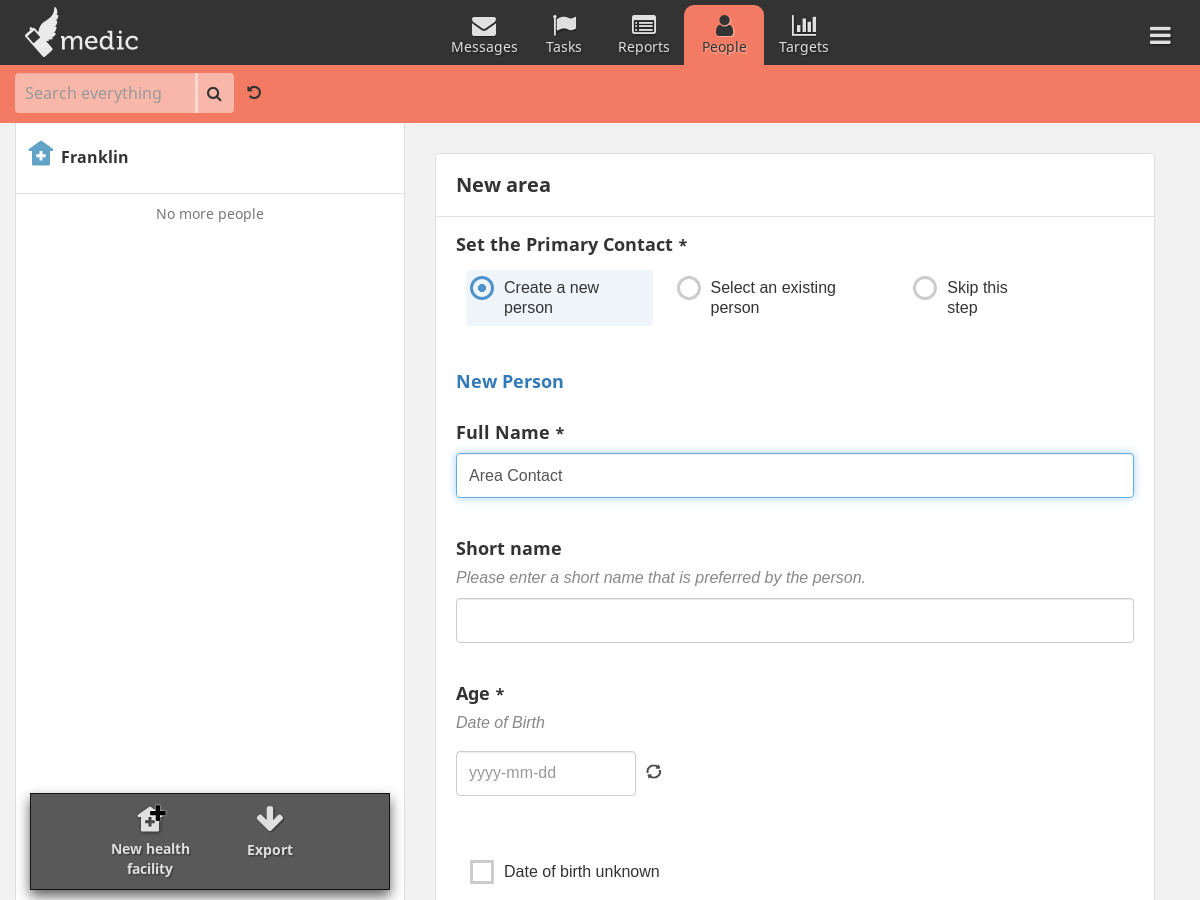 medic
Messages
Tasks
Reports
People
Targets
Search everything
Franklin
No more people
New health
facility
Export
New area
Set the Primary Contact *
Create a new
person
Select an existing
person
Skip this
step
New Person
Full Name *
Area Contact
Short name
Please enter a short name that is preferred by the person.
Age *
Date of Birth
yyyy-mm-dd
Date of birth unknown